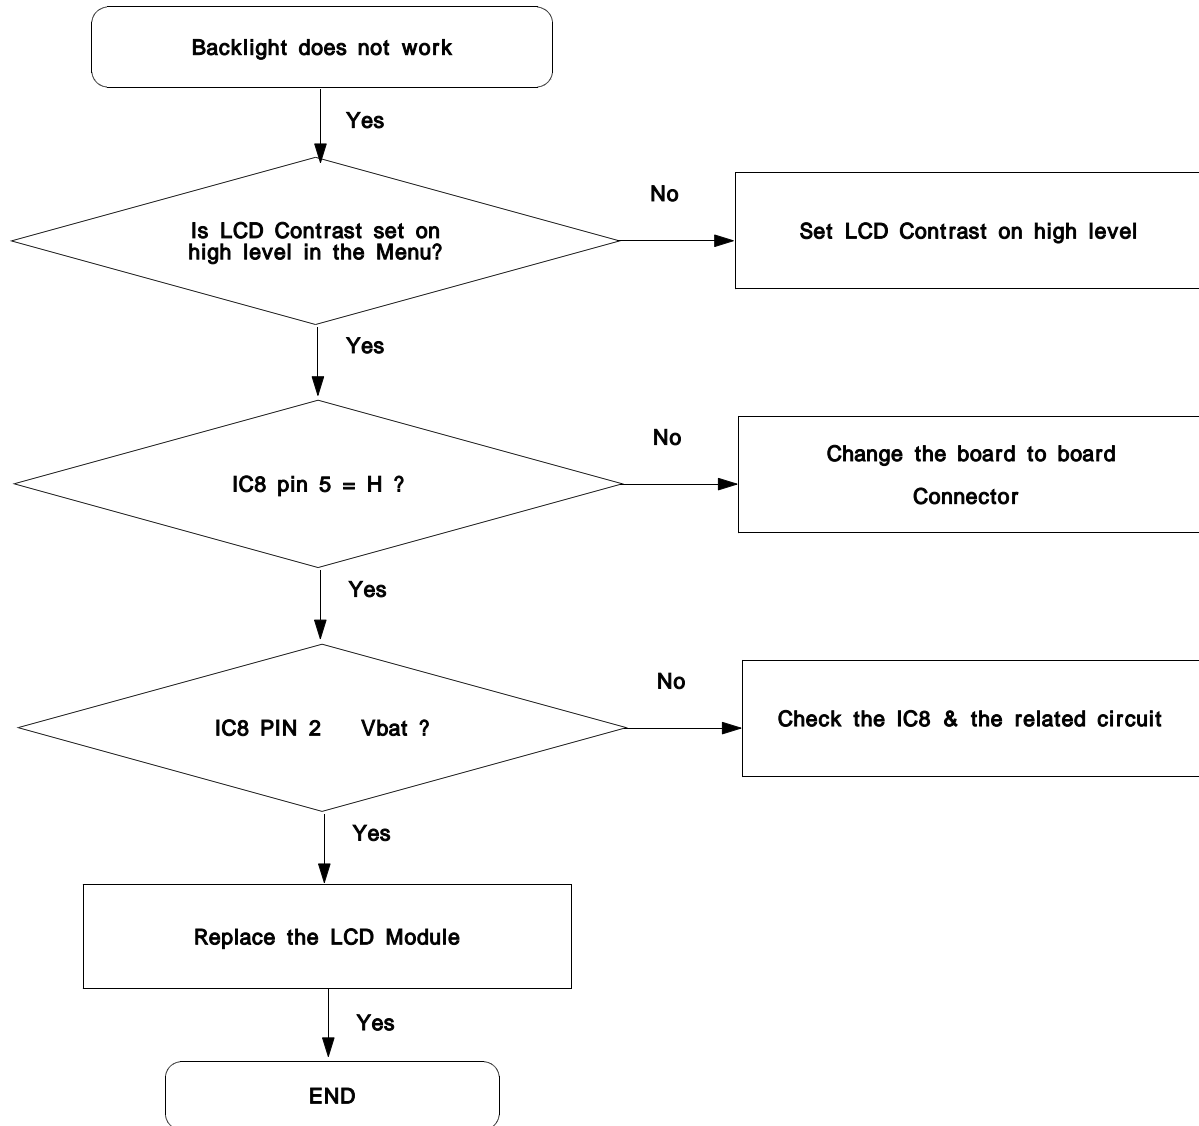 Backlight does not work
Yes
Is LCD Contrast set on
high level in the Menu?
No
Set LCD Contrast on high level
Yes
IC8 pin 5 = H ?
No
Change the board to board
Connector
Yes
IC8 PIN 2 Vbat ?
No
Check the IC8 & the related circuit
Yes
Replace the LCD Module
Yes
END